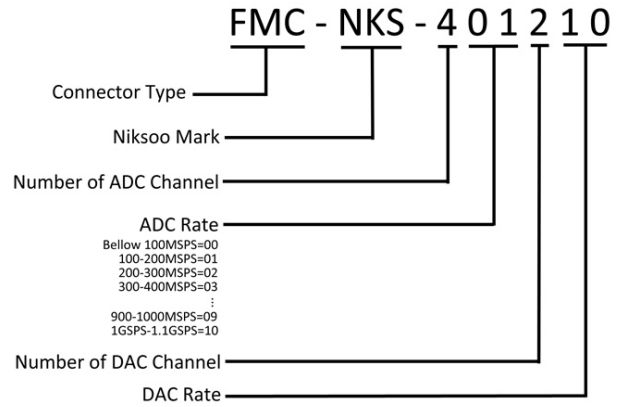 FMC - NKS - 4 0 1 2 1 0
Connector Type
Niksoo Mark
Number of ADC Channel
ADC Rate
Bellow 100MSPS=00
100-200MSPS=01
200-300MSPS=02
300-400MSPS=03
⋮
900-1000MSPS=09
1GSPS-1.1GSPS=10
Number of DAC Channel
DAC Rate